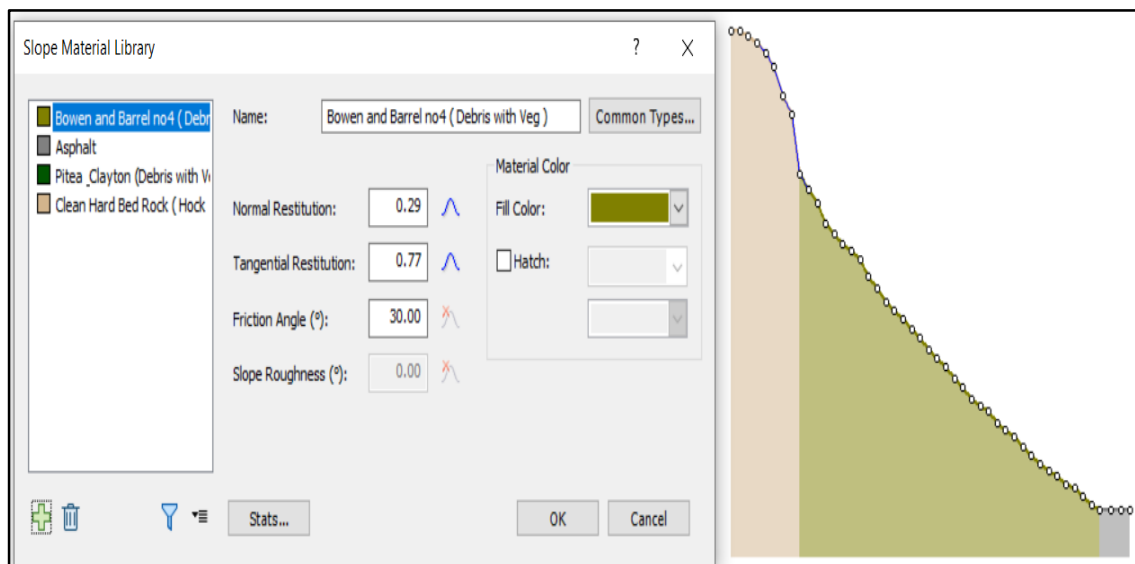 Slope Material Library
?
X
Bowen and Barrel no4 ( Debr
Asphalt
Pitea _Clayton (Debris with V
Clean Hard Bed Rock ( Hock
Name:
Bowen and Barrel no4 ( Debris with Veg )
Common Types...
Material Color
Normal Restitution:
0.29
Fill Color:
Tangential Restitution:
0.77
Hatch:
Friction Angle (º):
30.00
Slope Roughness (º):
0.00
Stats...
OK
Cancel